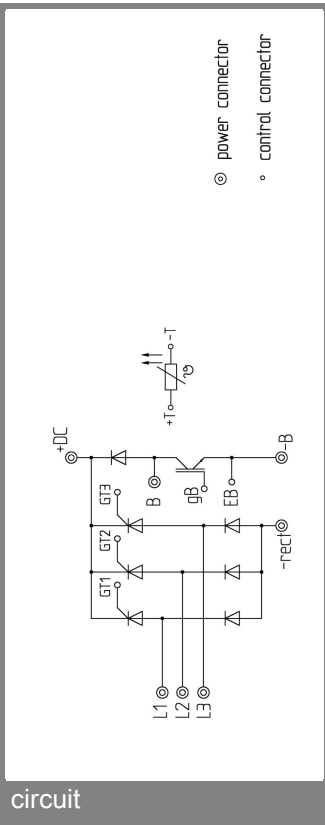 power connector
control connector
-T
+T
+DC
GT3
GT2
GT1
B
gB
EB
-B
-rect
L1
L2
L3
circuit